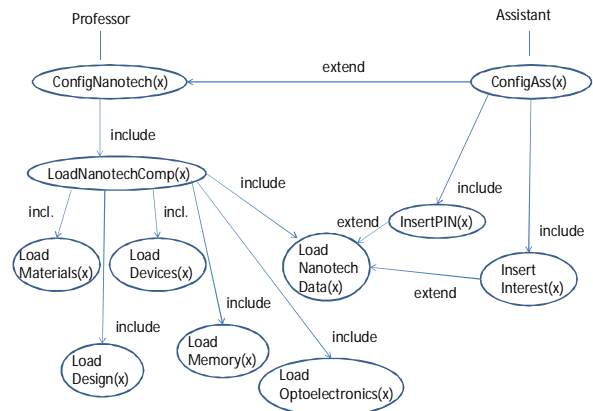 Professor
Assistant
extend
ConfigNanotech(x)
ConfigAss(x)
include
LoadNanotechComp(x)
include
include
incl.
incl.
extend
InsertPIN(x)
include
Load
Materials(x)
Load
Devices(x)
Load
Nanotech
Data(x)
Insert
Interest(x)
extend
include
include
include
Load
Design(x)
Load
Memory(x)
Load
Optoelectronics(x)